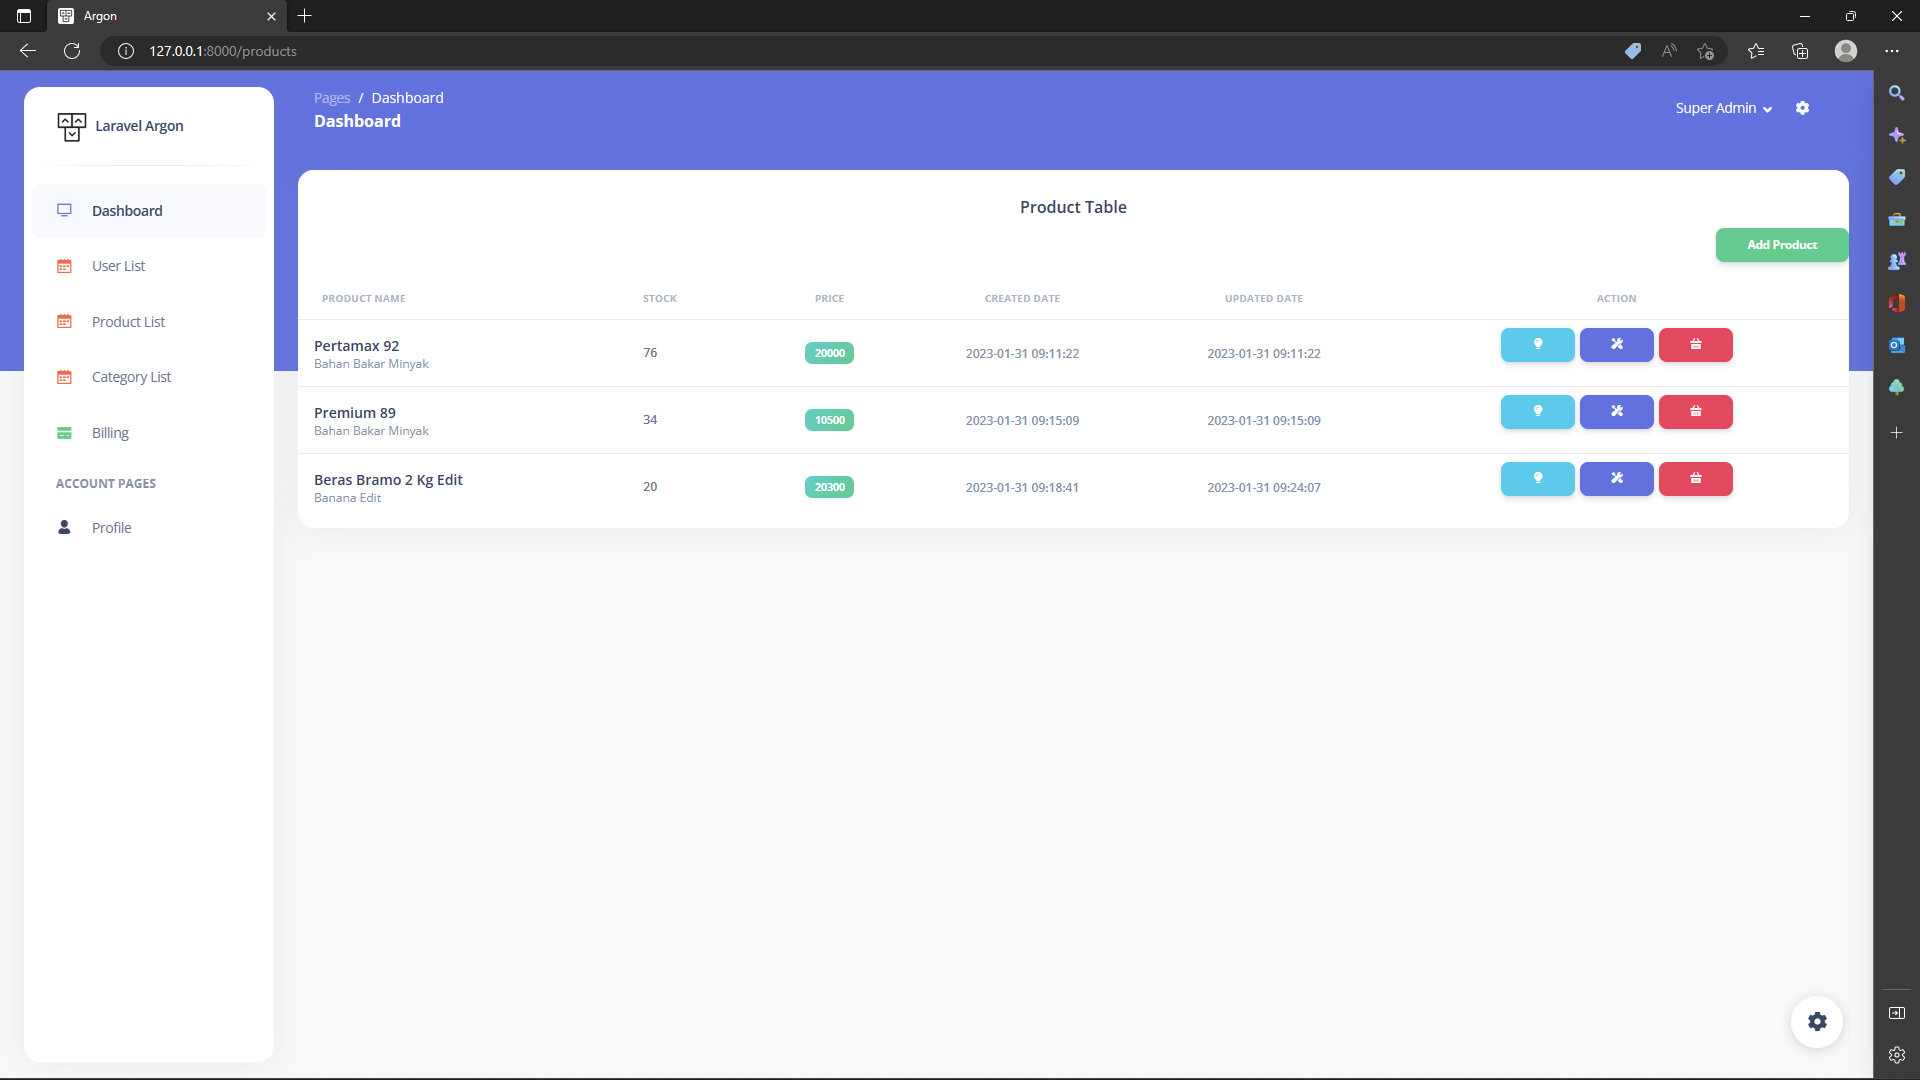 Argon
127.0.0.1:8000/products
Laravel Argon
Pages / Dashboard
Dashboard
Super Admin
Dashboard
User List
Product List
Category List
Billing
ACCOUNT PAGES
Profile
Product Table
Add Product
PRODUCT NAME STOCK PRICE CREATED DATE UPDATED DATE ACTION
Pertamax 92
Bahan Bakar Minyak
76 20000 2023-01-31 09:11:22 2023-01-31 09:11:22
Premium 89
Bahan Bakar Minyak
34 10500 2023-01-31 09:15:09 2023-01-31 09:15:09
Beras Bramo 2 Kg Edit
Banana Edit
20 20300 2023-01-31 09:18:41 2023-01-31 09:24:07